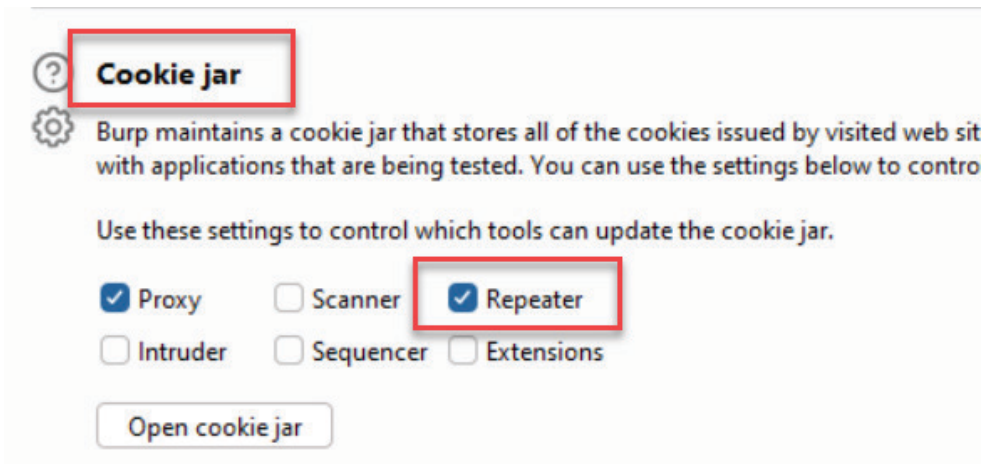 Cookie jar
Burp maintains a cookie jar that stores all of the cookies issued by visited web sit
with applications that are being tested. You can use the settings below to contro
Use these settings to control which tools can update the cookie jar.
Proxy Scanner Repeater
Intruder Sequencer Extensions
Open cookie jar